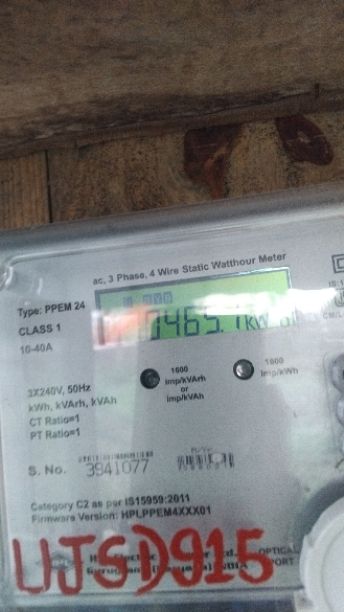 ac, 3 Phase, 4 Wire Static Watthour Meter
Type: PPEM 24
CLASS 1
10-40A
0465.1kW
1600
imp/kVArh
or
imp/kVAh
1600
imp/kWh
3X240V, 50Hz
kWh, kVArh, kVAh
CT Ratio=1
PT Ratio=1
S. No. 3941077
Category C2 as per IS15959:2011
Firmware Version: HPLPPEM4XXX01
UJSD915
OPTICAL
PORT